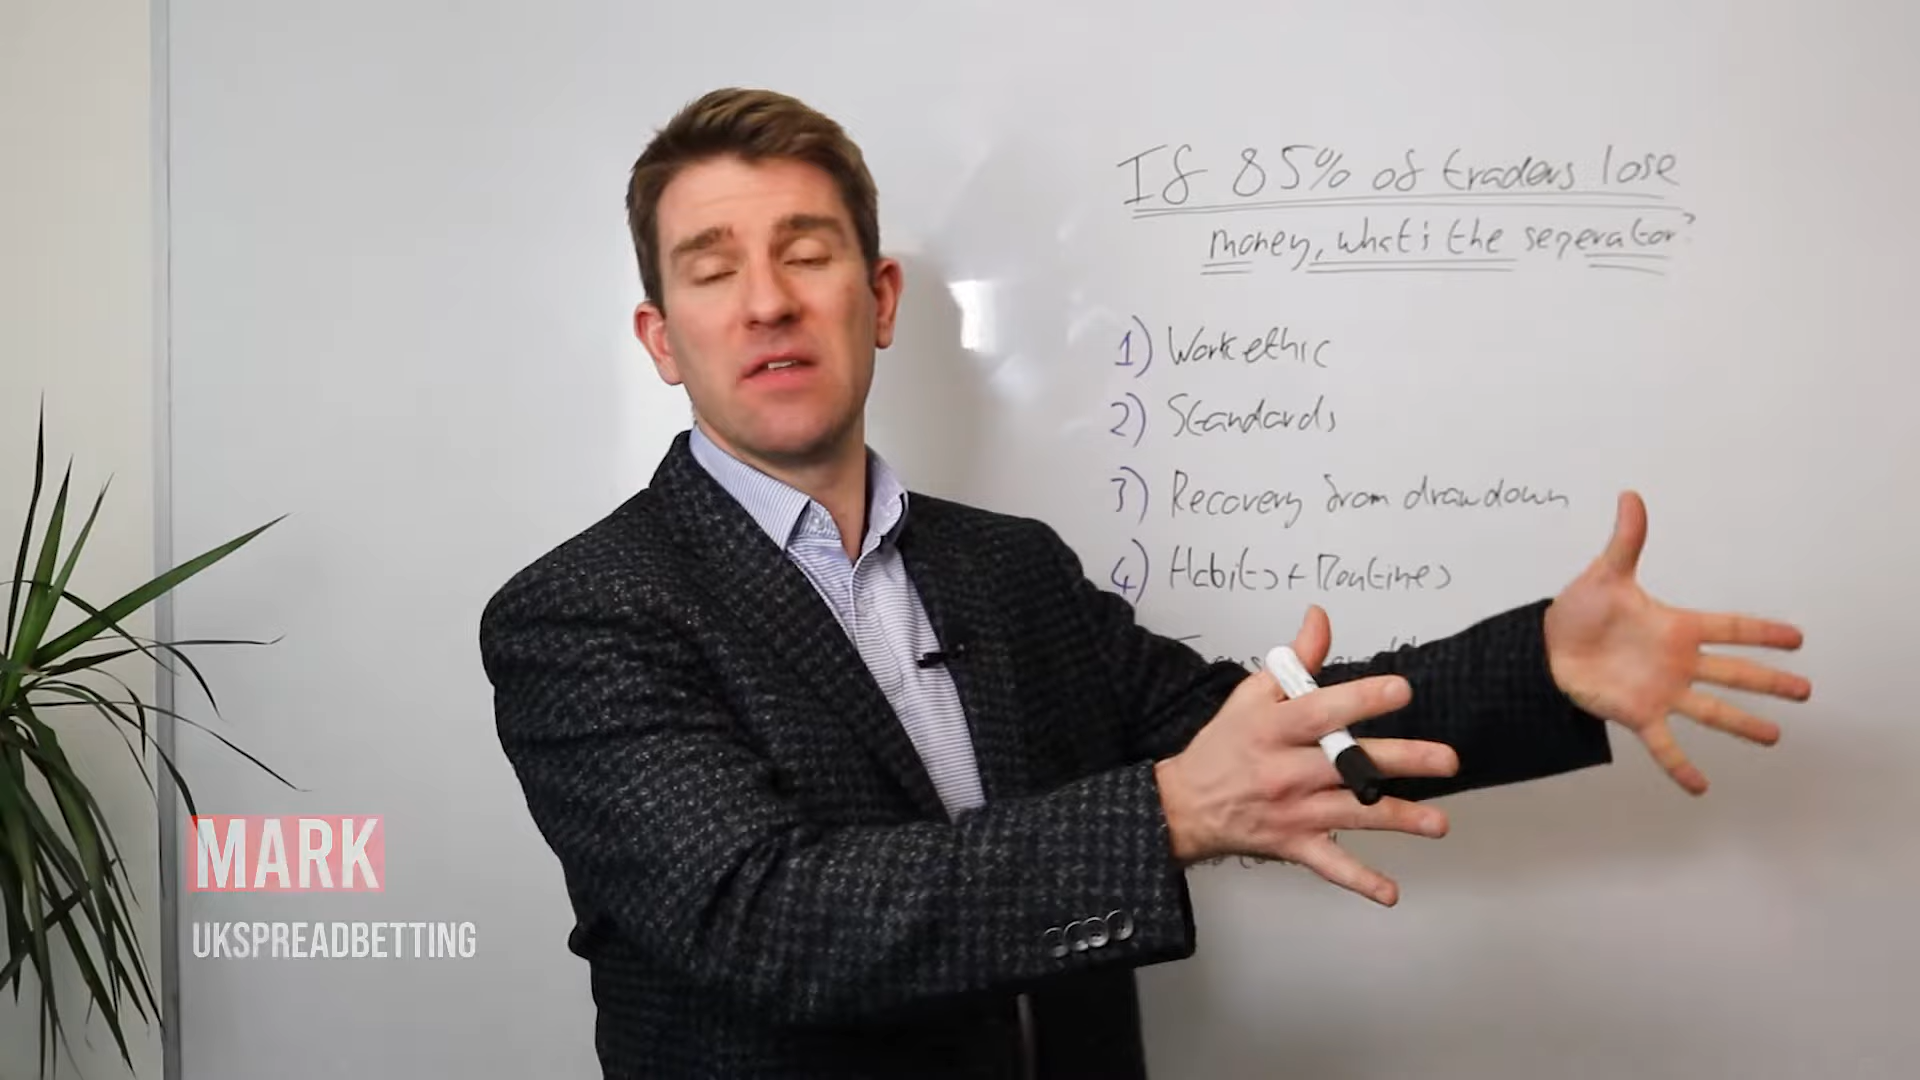 If 85% of traders lose
money, what's the seperator?
1) Work ethic
2) Standards
3) Recovery from drawdown
4) Habits + Routines
MARK
UKSPREADBETTING